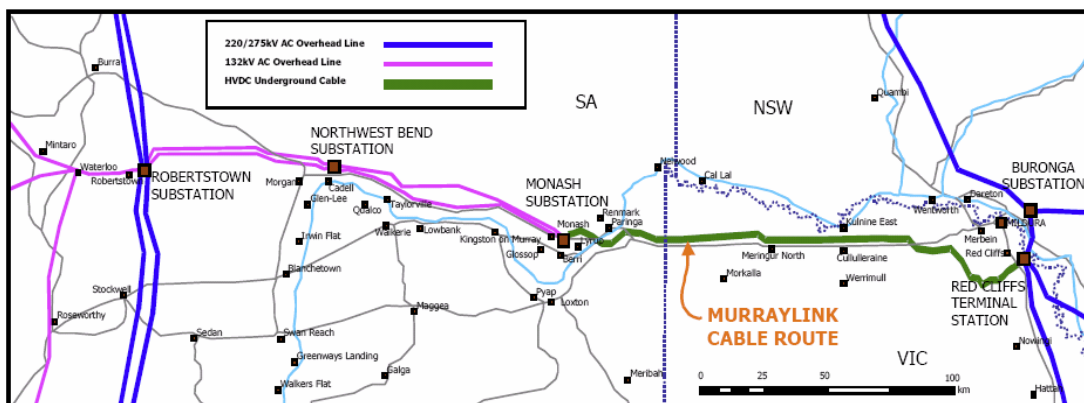 220/275kV AC Overhead Line
132kV AC Overhead Line
HVDC Underground Cable
Burra
SA
NSW
Quambi
Mintaro
NORTHWEST BEND
SUBSTATION
Waterloo
Robertstown
ROBERTSTOWN
SUBSTATION
Morgan
Cadell
Glen-Lee
Qualco
Taylorville
MONASH
SUBSTATION
Nelwood
Cal Lal
BURONGA
SUBSTATION
Dareton
Wentworth
MILDURA
Merbein
Red Cliffs
Renmark
Paringa
Monash
Lyrup
Kulnine East
Irwin Flat
Waikerie
Lowbank
Kingston on Murray
Glossop
Berri
Meringur North
Cullulleraine
Morkalla
Werrimull
Blanchetown
Stockwell
Pyap
Loxton
RED CLIFFS
TERMINAL
STATION
Roseworthy
Maggea
MURRAYLINK
CABLE ROUTE
Sedan
Swan Reach
Nowingi
VIC
Greenways Landing
Galga
Meribah
Walkers Flat
Hattah
0
10
25
50
75
100
km